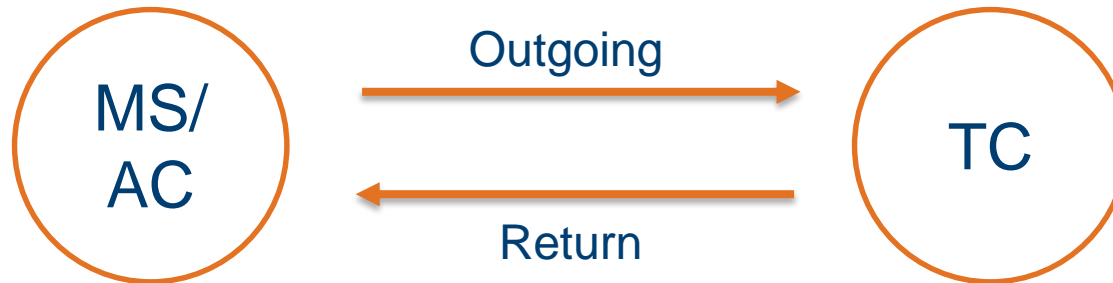 Outgoing
MS/
AC
TC
Return